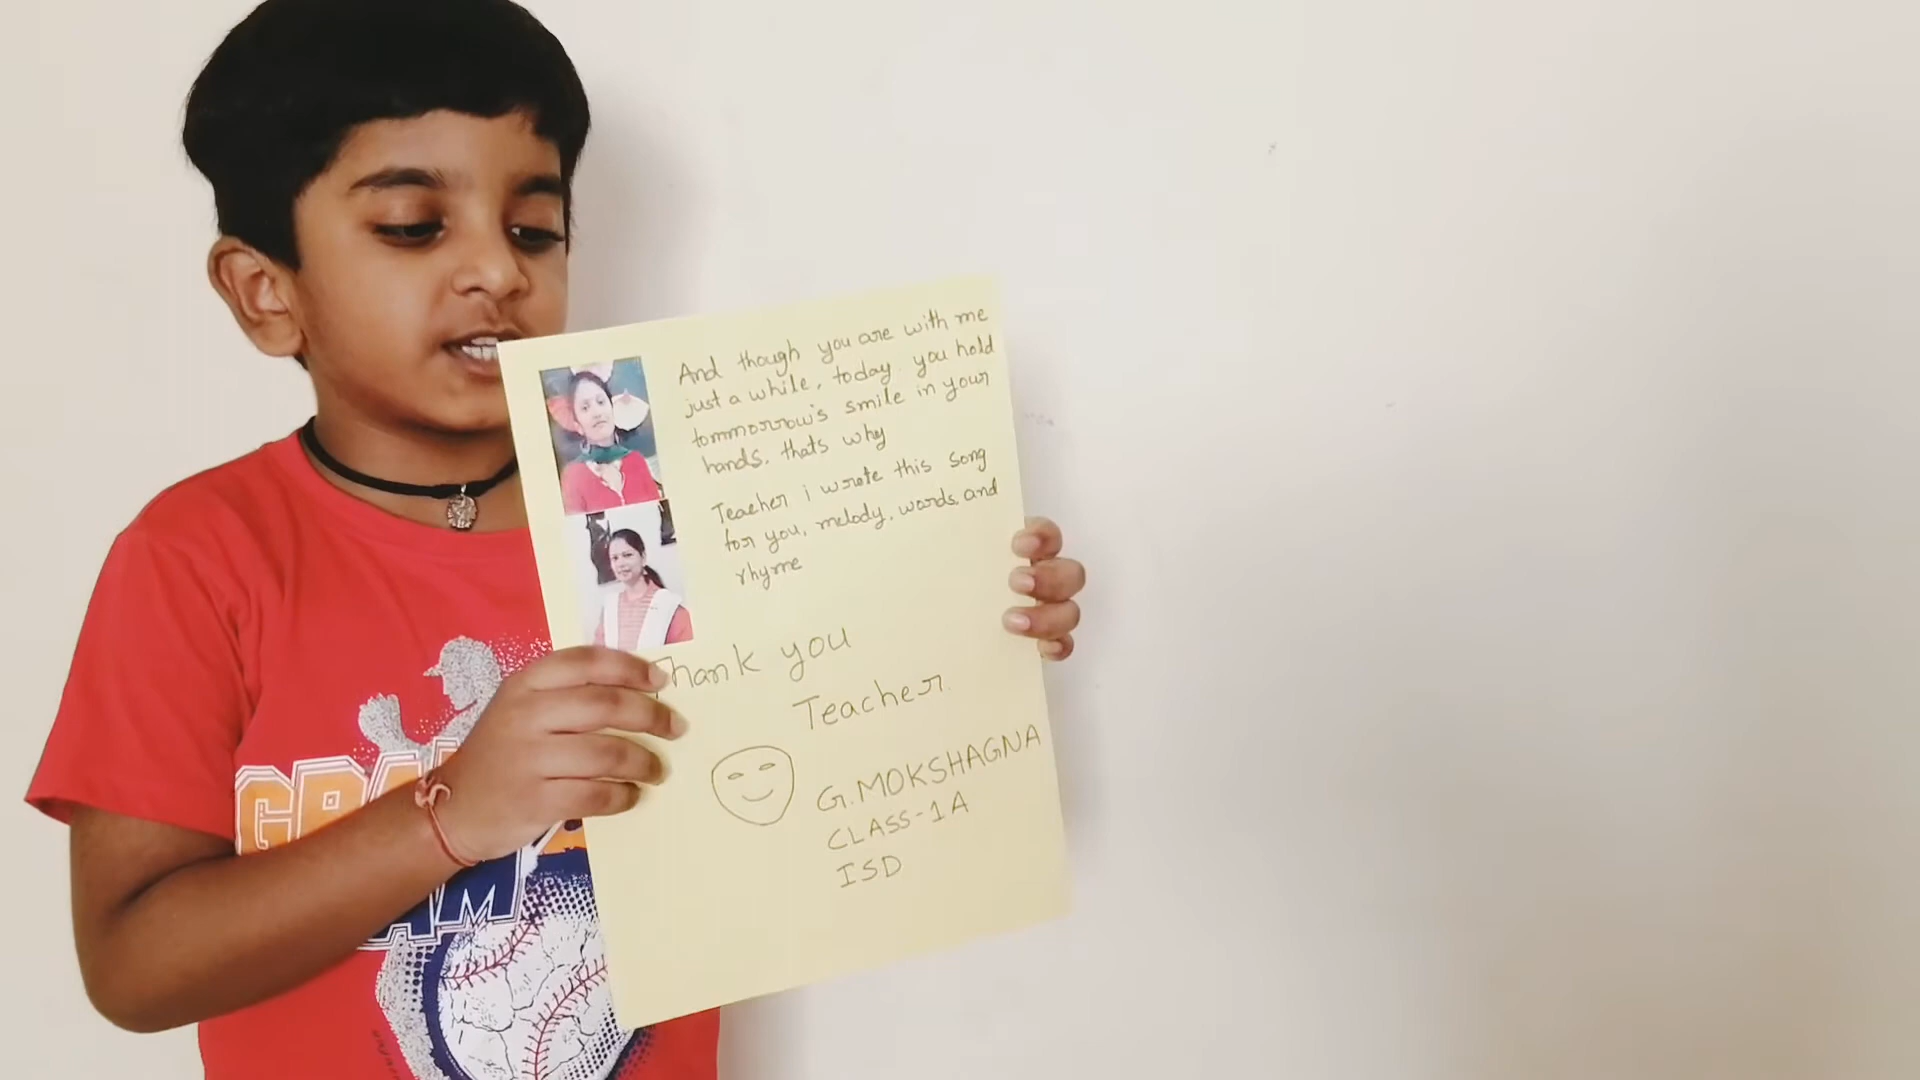 And though you are with me
just a while, today you hold
tommorrow's smile in your
hands. thats why
Teacher i wrote this song
for you, melody, words, and
rhyme
Thank you
Teacher.
G.MOKSHAGNA
CLASS-1A
ISD